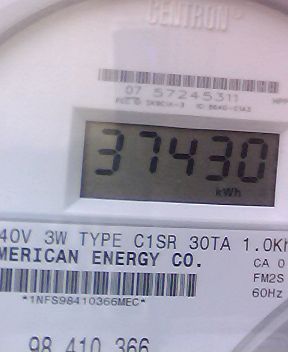 CENTRON
07 57245311
37430
kWh
40V 3W TYPE C1SR 30TA 1.0Kh
MERICAN ENERGY CO.
CA 0
FM2S
60Hz
*1NFS98410366MEC*
98 410 366